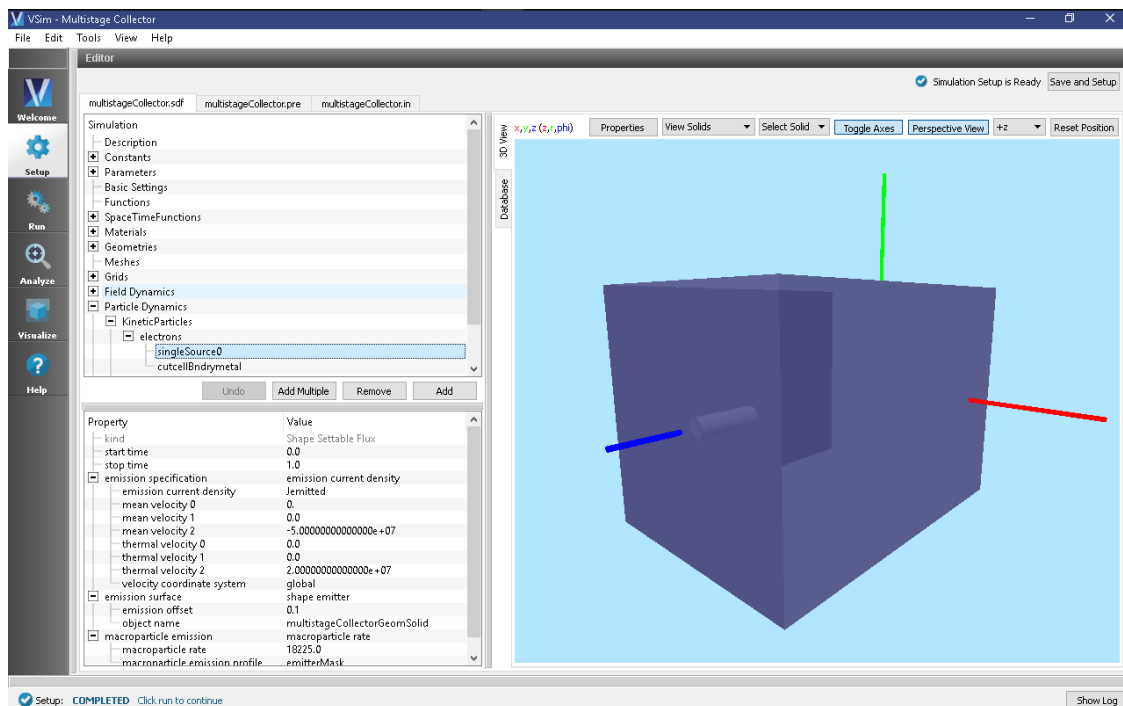 VSim - Multistage Collector
File Edit Tools View Help
Editor
Simulation Setup is Ready Save and Setup
multistageCollector.sdf multistageCollector.pre multistageCollector.in
Welcome
Setup
Run
Analyze
Visualize
Help
Simulation
Description
Constants
Parameters
Basic Settings
Functions
SpaceTimeFunctions
Materials
Geometries
Meshes
Grids
Field Dynamics
Particle Dynamics
KineticParticles
electrons
singleSource0
cutcellBndrymetal
Undo Add Multiple Remove Add
Property Value
kind Shape Settable Flux
start time 0.0
stop time 1.0
emission specification emission current density
emission current density Jemitted
mean velocity 0 0.
mean velocity 1 0.0
mean velocity 2 -5.00000000000000e+07
thermal velocity 0 0.0
thermal velocity 1 0.0
thermal velocity 2 2.00000000000000e+07
velocity coordinate system global
emission surface shape emitter
emission offset 0.1
object name multistageCollectorGeomSolid
macroparticle emission macroparticle rate
macroparticle rate 18225.0
macroparticle emission profile emitterMask
3D View
Database
x,y,z (z,r,phi) Properties View Solids Select Solid Toggle Axes Perspective View +z Reset Position
Setup: COMPLETED Click run to continue
Show Log